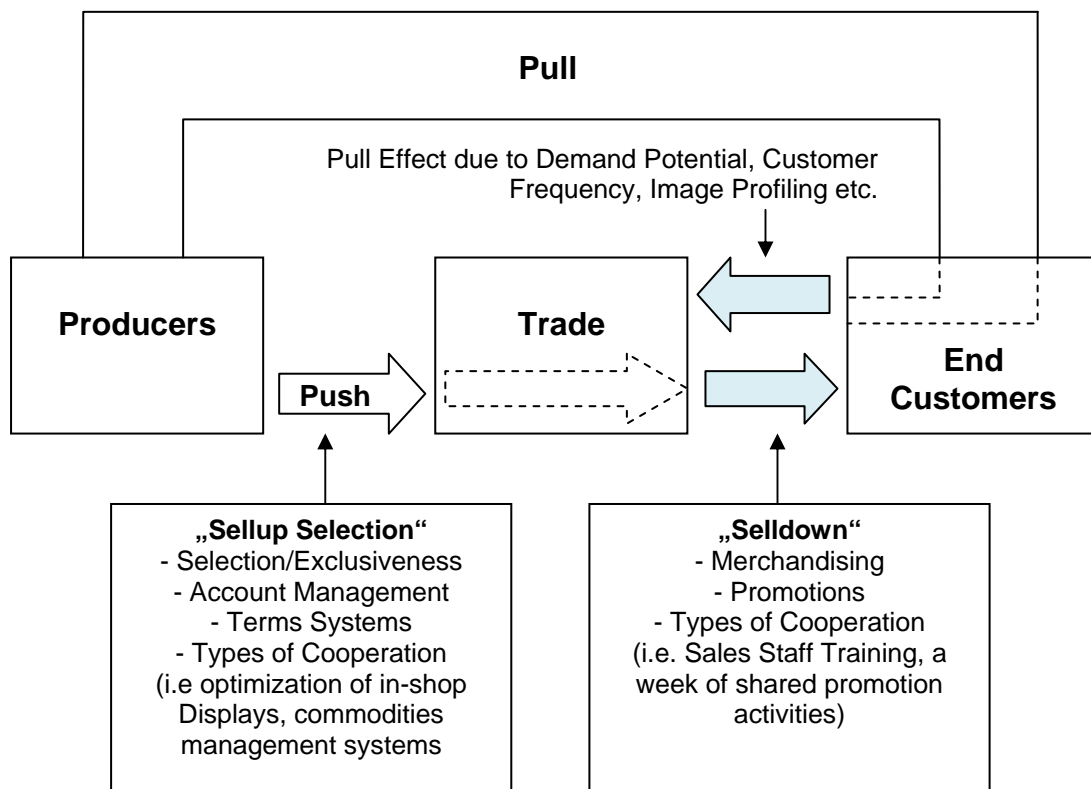 Pull
Pull Effect due to Demand Potential, Customer
Frequency, Image Profiling etc.
Producers
Trade
End
Customers
Push
„Sellup Selection“
- Selection/Exclusiveness
- Account Management
- Terms Systems
- Types of Cooperation
(i.e optimization of in-shop
Displays, commodities
management systems
„Selldown“
- Merchandising
- Promotions
- Types of Cooperation
(i.e. Sales Staff Training, a
week of shared promotion
activities)